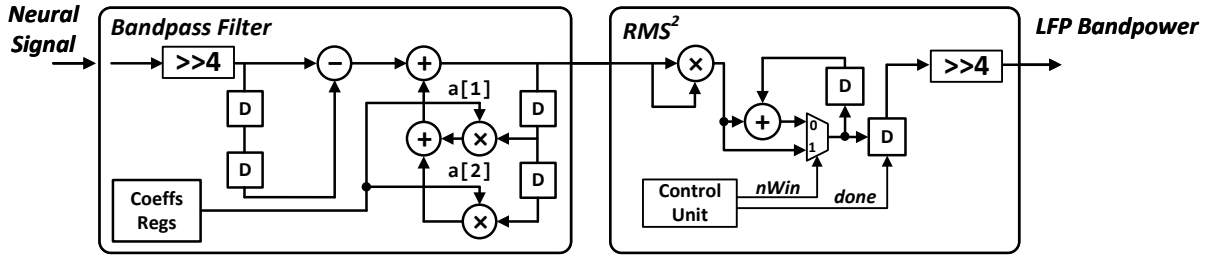 Neural
Signal
Bandpass Filter
>>4
−
+
D
D
a[1]
+
×
D
a[2]
×
D
Coeffs
Regs
RMS²
×
+
D
0
1
D
>>4
Control
Unit
nWin
done
LFP Bandpower